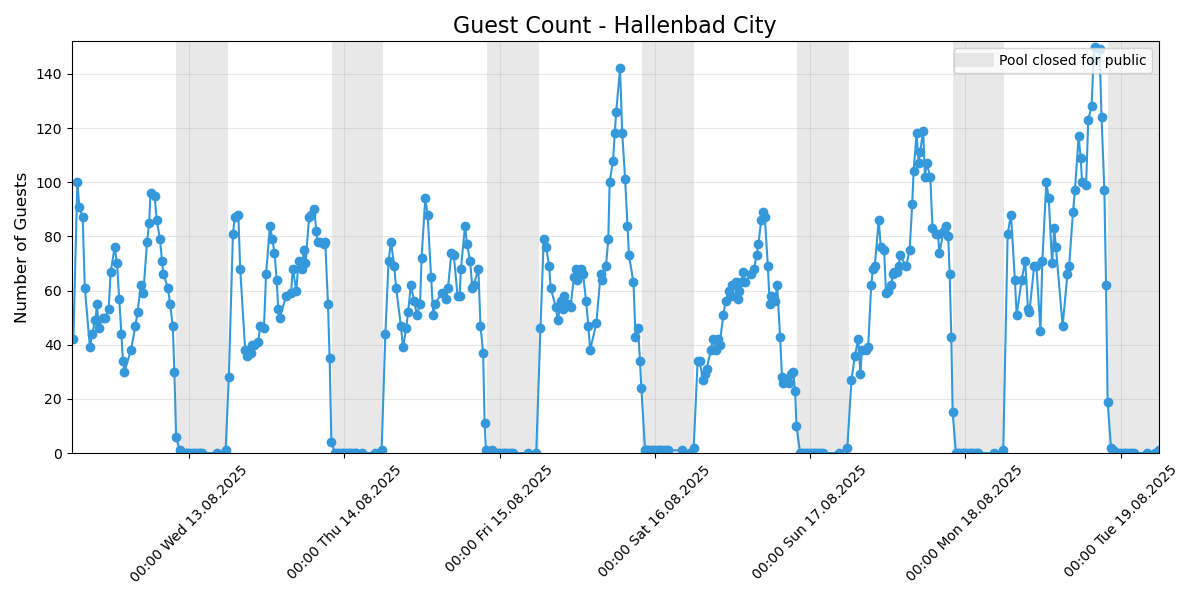 Guest Count - Hallenbad City
Pool closed for public
Number of Guests
140
120
100
80
60
40
20
0
00:00 Wed 13.08.2025
00:00 Thu 14.08.2025
00:00 Fri 15.08.2025
00:00 Sat 16.08.2025
00:00 Sun 17.08.2025
00:00 Mon 18.08.2025
00:00 Tue 19.08.2025